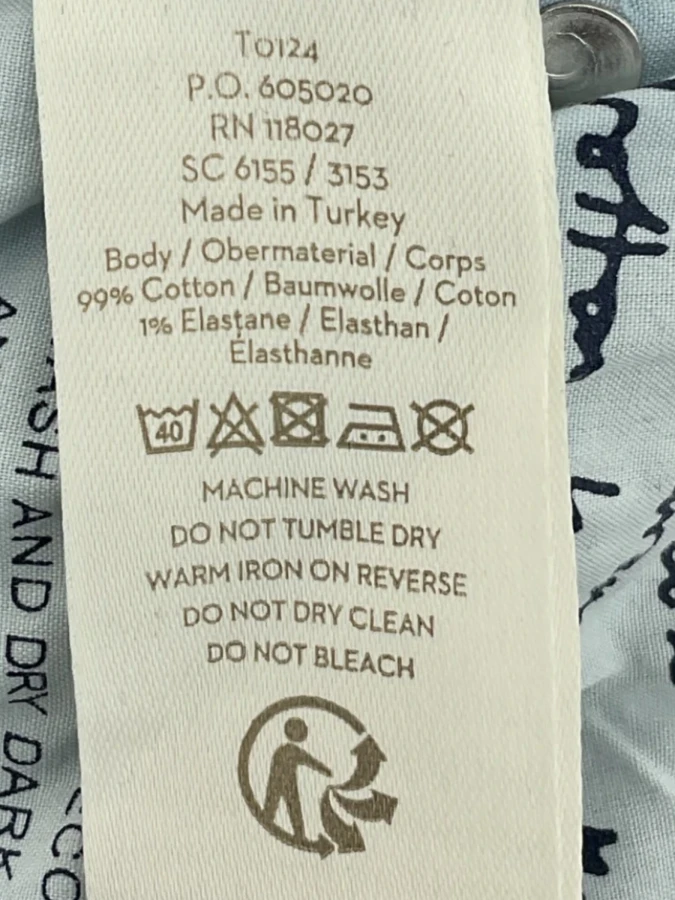 T0124
P.O. 605020
RN 118027
SC 6155 / 3153
Made in Turkey
Body / Obermaterial / Corps
99% Cotton / Baumwolle / Coton
1% Elastane / Elasthan /
Élasthanne
40
MACHINE WASH
DO NOT TUMBLE DRY
WARM IRON ON REVERSE
DO NOT DRY CLEAN
DO NOT BLEACH
AND DRY DARK